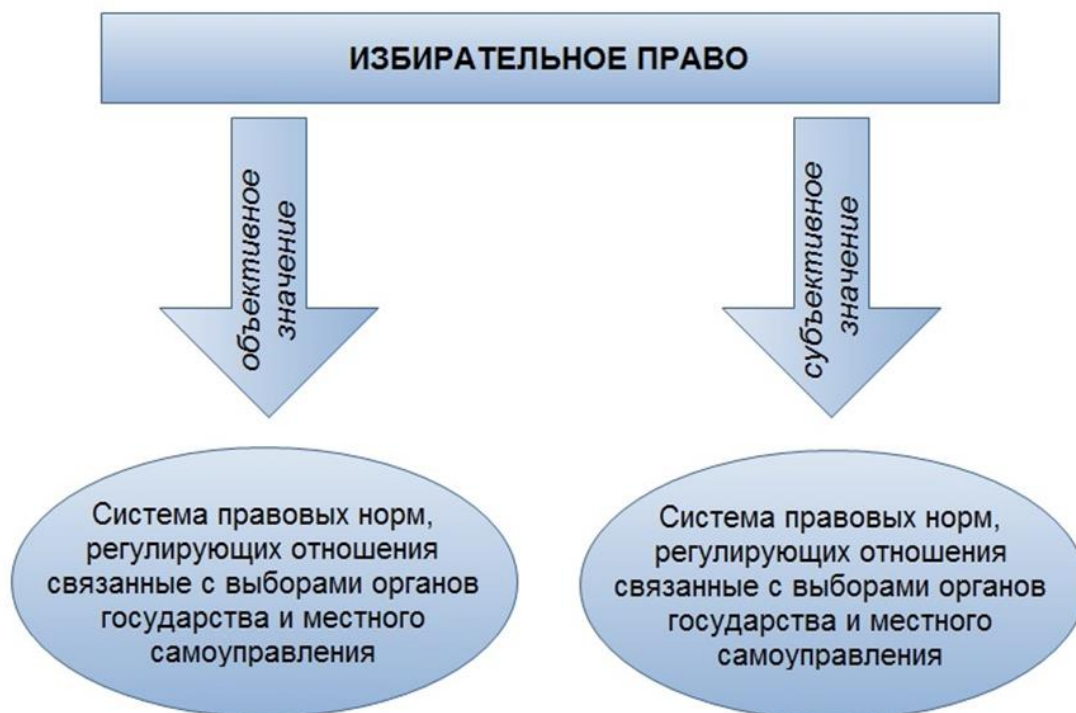 ИЗБИРАТЕЛЬНОЕ ПРАВО
объективное
значение
субъективное
значение
Система правовых норм,
регулирующих отношения
связанные с выборами органов
государства и местного
самоуправления
Система правовых норм,
регулирующих отношения
связанные с выборами органов
государства и местного
самоуправления